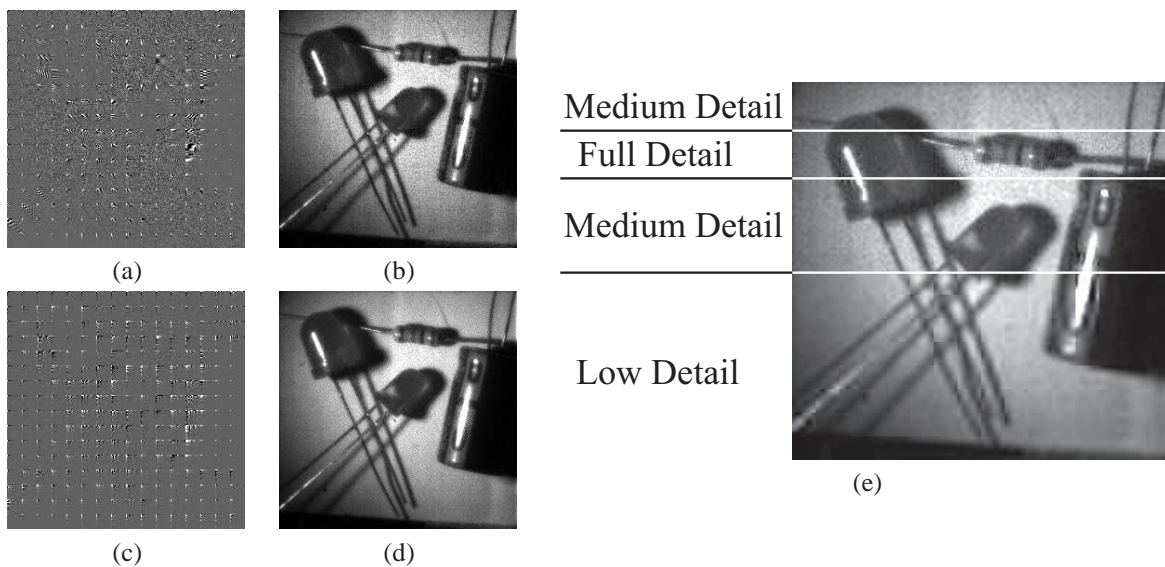 (a)
(b)
(c)
(d)
Medium Detail
Full Detail
Medium Detail
Low Detail
(e)